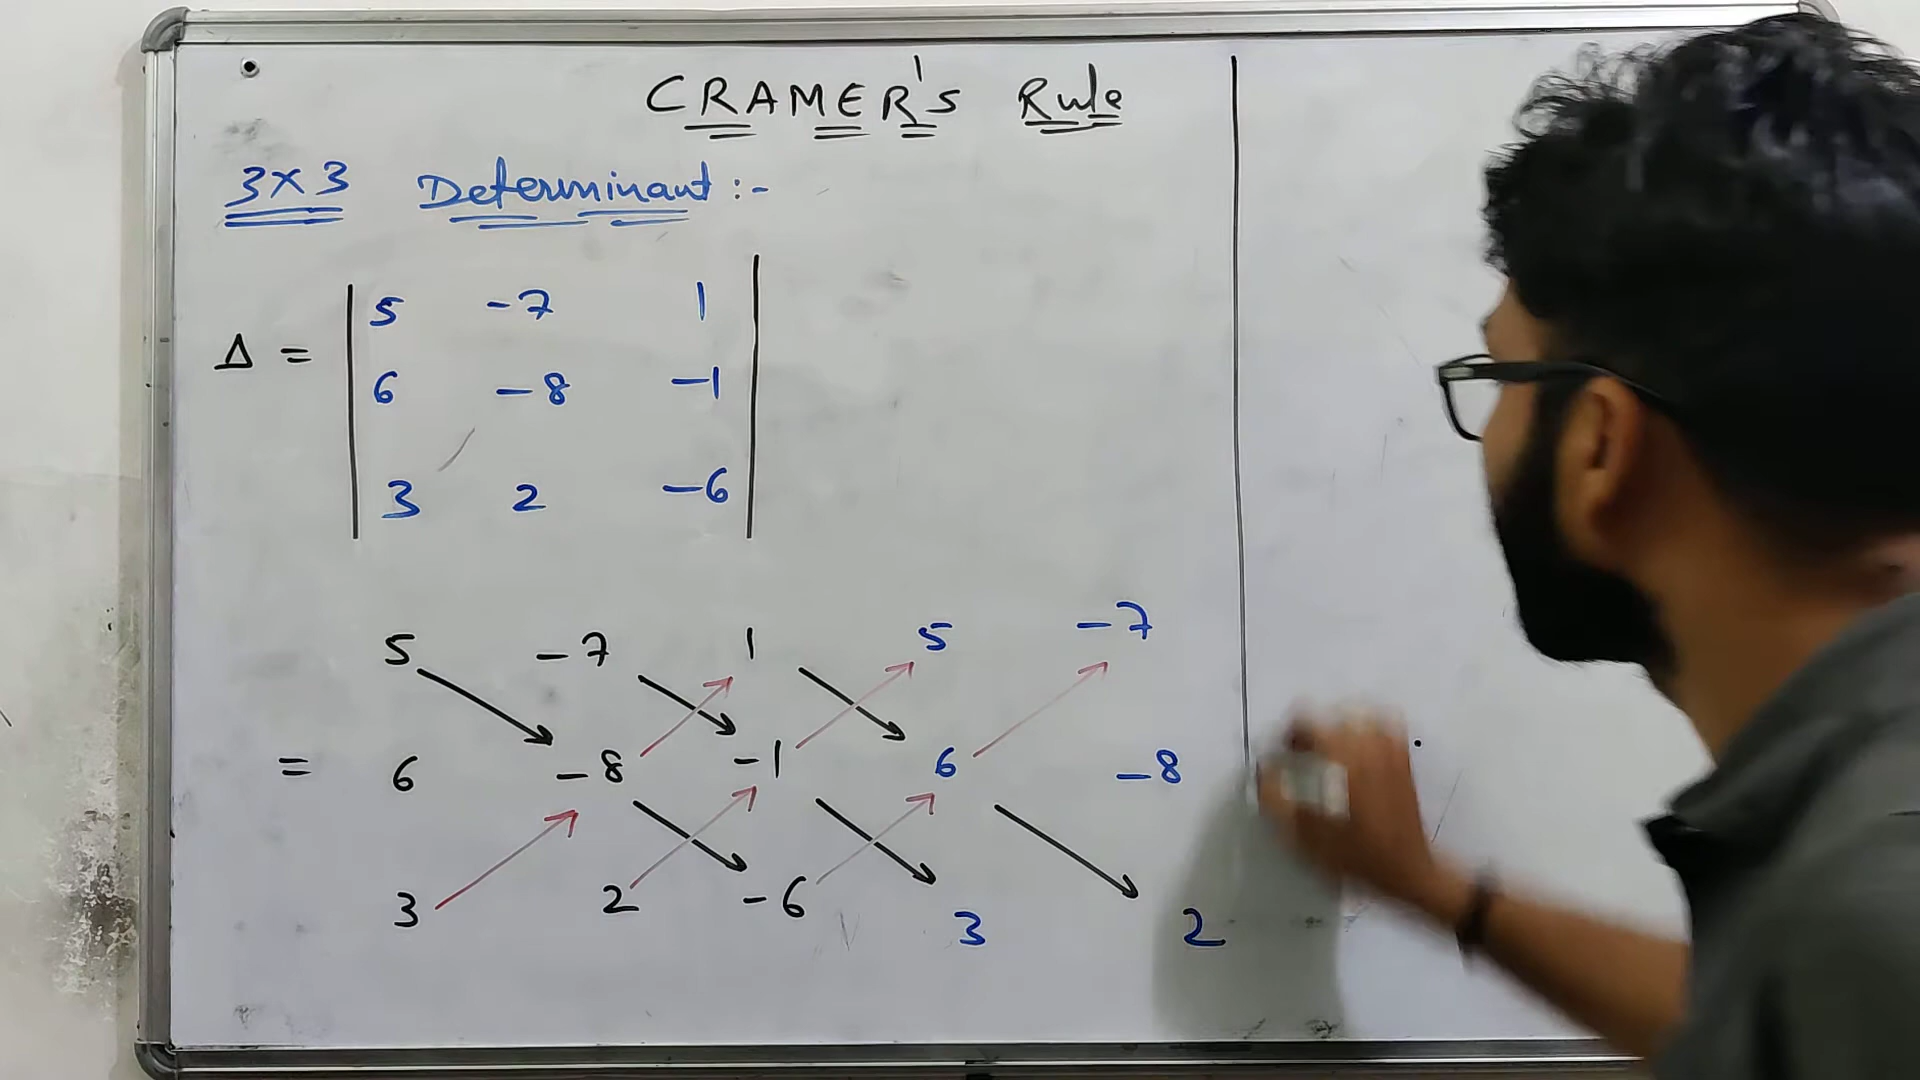 CRAMER's Rule
3×3 Determinant :-
Δ = | 5 -7 1 |
6 -8 -1
3 2 -6
5 -7 1 5 -7
= 6 -8 -1 6 -8
3 2 -6 3 2